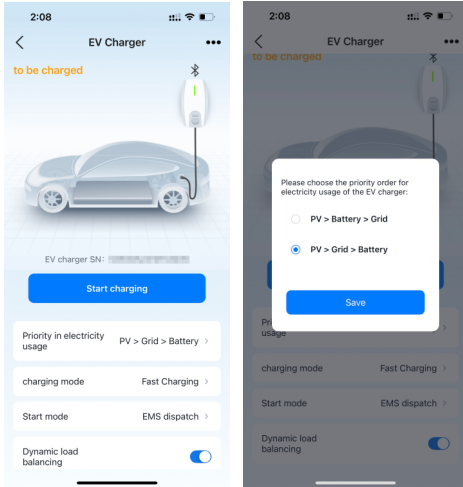 2:08
EV Charger
to be charged
EV charger SN:
Start charging
Priority in electricity
usage
PV > Grid > Battery
charging mode
Fast Charging
Start mode
EMS dispatch
Dynamic load
balancing
2:08
EV Charger
to be charged
Please choose the priority order for
electricity usage of the EV charger:
PV > Battery > Grid
PV > Grid > Battery
Save
usage
charging mode
Fast Charging
Start mode
EMS dispatch
Dynamic load
balancing